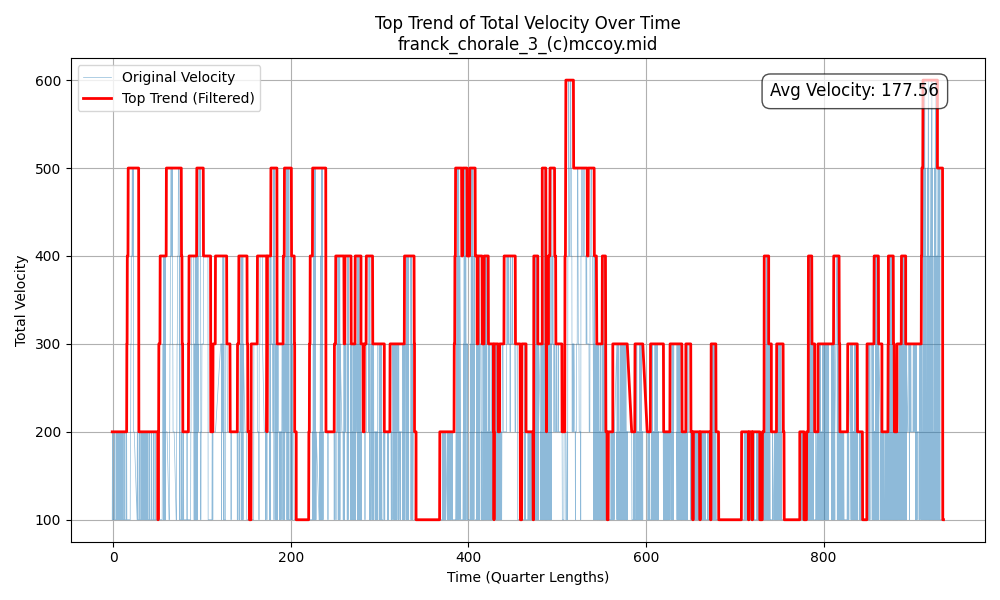 Top Trend of Total Velocity Over Time
franck_chorale_3_(c)mccoy.mid
Original Velocity
Top Trend (Filtered)
Avg Velocity: 177.56
Total Velocity
600
500
400
300
200
100
0 200 400 600 800
Time (Quarter Lengths)